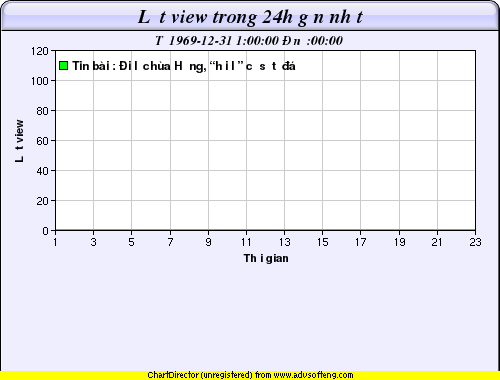 L t view trong 24h g n nh t
T 1969-12-31 1:00:00 Đn :00:00
120
Tin bài : Đi l chùa H ng, “h i l” c s t đá
100
80
L t view
60
40
20
0
1 3 5 7 9 11 13 15 17 19 21 23
Th i gian
ChartDirector (unregistered) from www.advsofteng.com